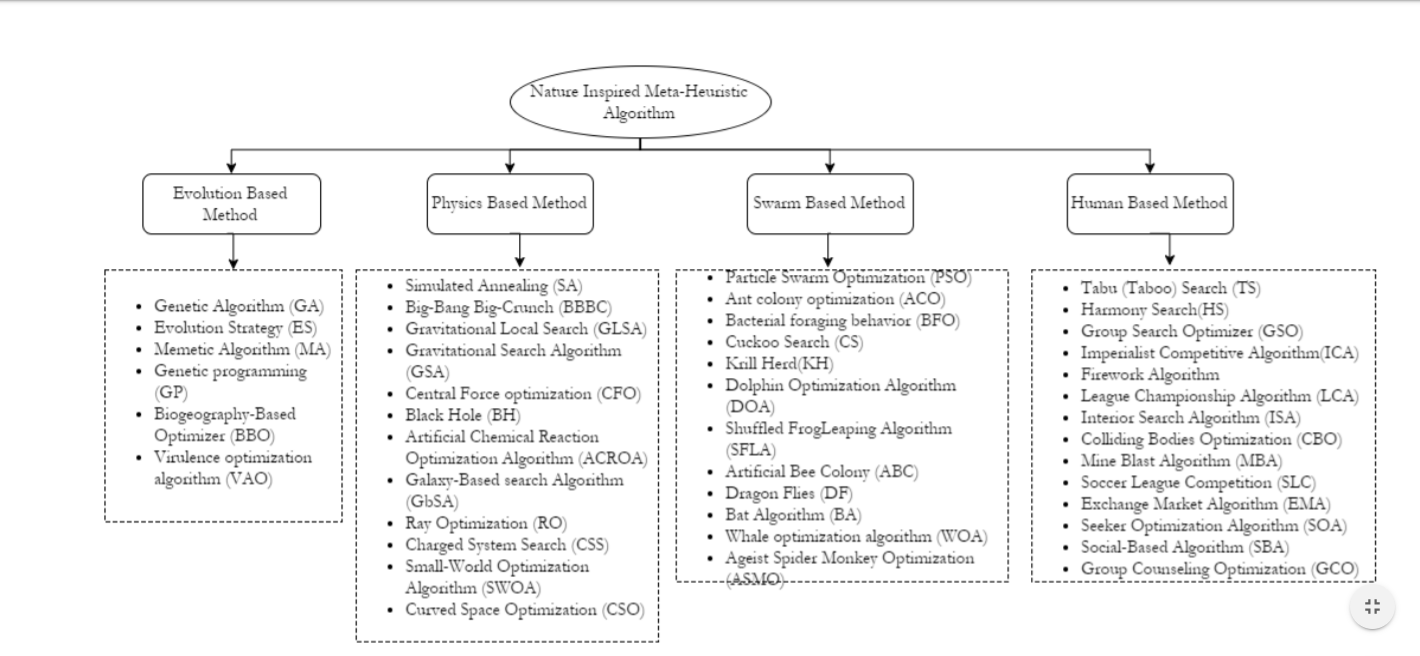 Nature Inspired Meta-Heuristic
Algorithm
Evolution Based
Method
Physics Based Method
Swarm Based Method
Human Based Method
• Genetic Algorithm (GA)
• Evolution Strategy (ES)
• Memetic Algorithm (MA)
• Genetic programming
(GP)
• Biogeography-Based
Optimizer (BBO)
• Virulence optimization
algorithm (VAO)
• Simulated Annealing (SA)
• Big-Bang Big-Crunch (BBBC)
• Gravitational Local Search (GLSA)
• Gravitational Search Algorithm
(GSA)
• Central Force optimization (CFO)
• Black Hole (BH)
• Artificial Chemical Reaction
Optimization Algorithm (ACROA)
• Galaxy-Based search Algorithm
(GbSA)
• Ray Optimization (RO)
• Charged System Search (CSS)
• Small-World Optimization
Algorithm (SWOA)
• Curved Space Optimization (CSO)
• Particle Swarm Optimization (PSO)
• Ant colony optimization (ACO)
• Bacterial foraging behavior (BFO)
• Cuckoo Search (CS)
• Krill Herd(KH)
• Dolphin Optimization Algorithm
(DOA)
• Shuffled FrogLeaping Algorithm
(SFLA)
• Artificial Bee Colony (ABC)
• Dragon Flies (DF)
• Bat Algorithm (BA)
• Whale optimization algorithm (WOA)
• Ageist Spider Monkey Optimization
(ASMO)
• Tabu (Taboo) Search (TS)
• Harmony Search(HS)
• Group Search Optimizer (GSO)
• Imperialist Competitive Algorithm(ICA)
• Firework Algorithm
• League Championship Algorithm (LCA)
• Interior Search Algorithm (ISA)
• Colliding Bodies Optimization (CBO)
• Mine Blast Algorithm (MBA)
• Soccer League Competition (SLC)
• Exchange Market Algorithm (EMA)
• Seeker Optimization Algorithm (SOA)
• Social-Based Algorithm (SBA)
• Group Counseling Optimization (GCO)